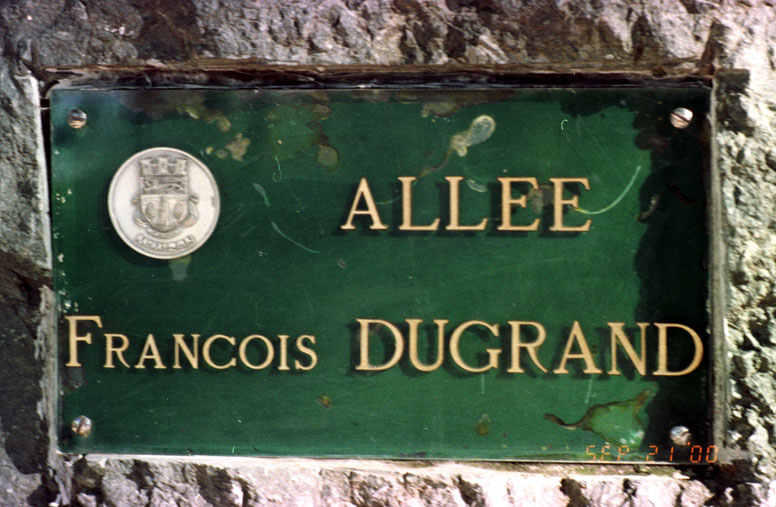 ALLEE
FRANCOIS DUGRAND
SEP 21 '00